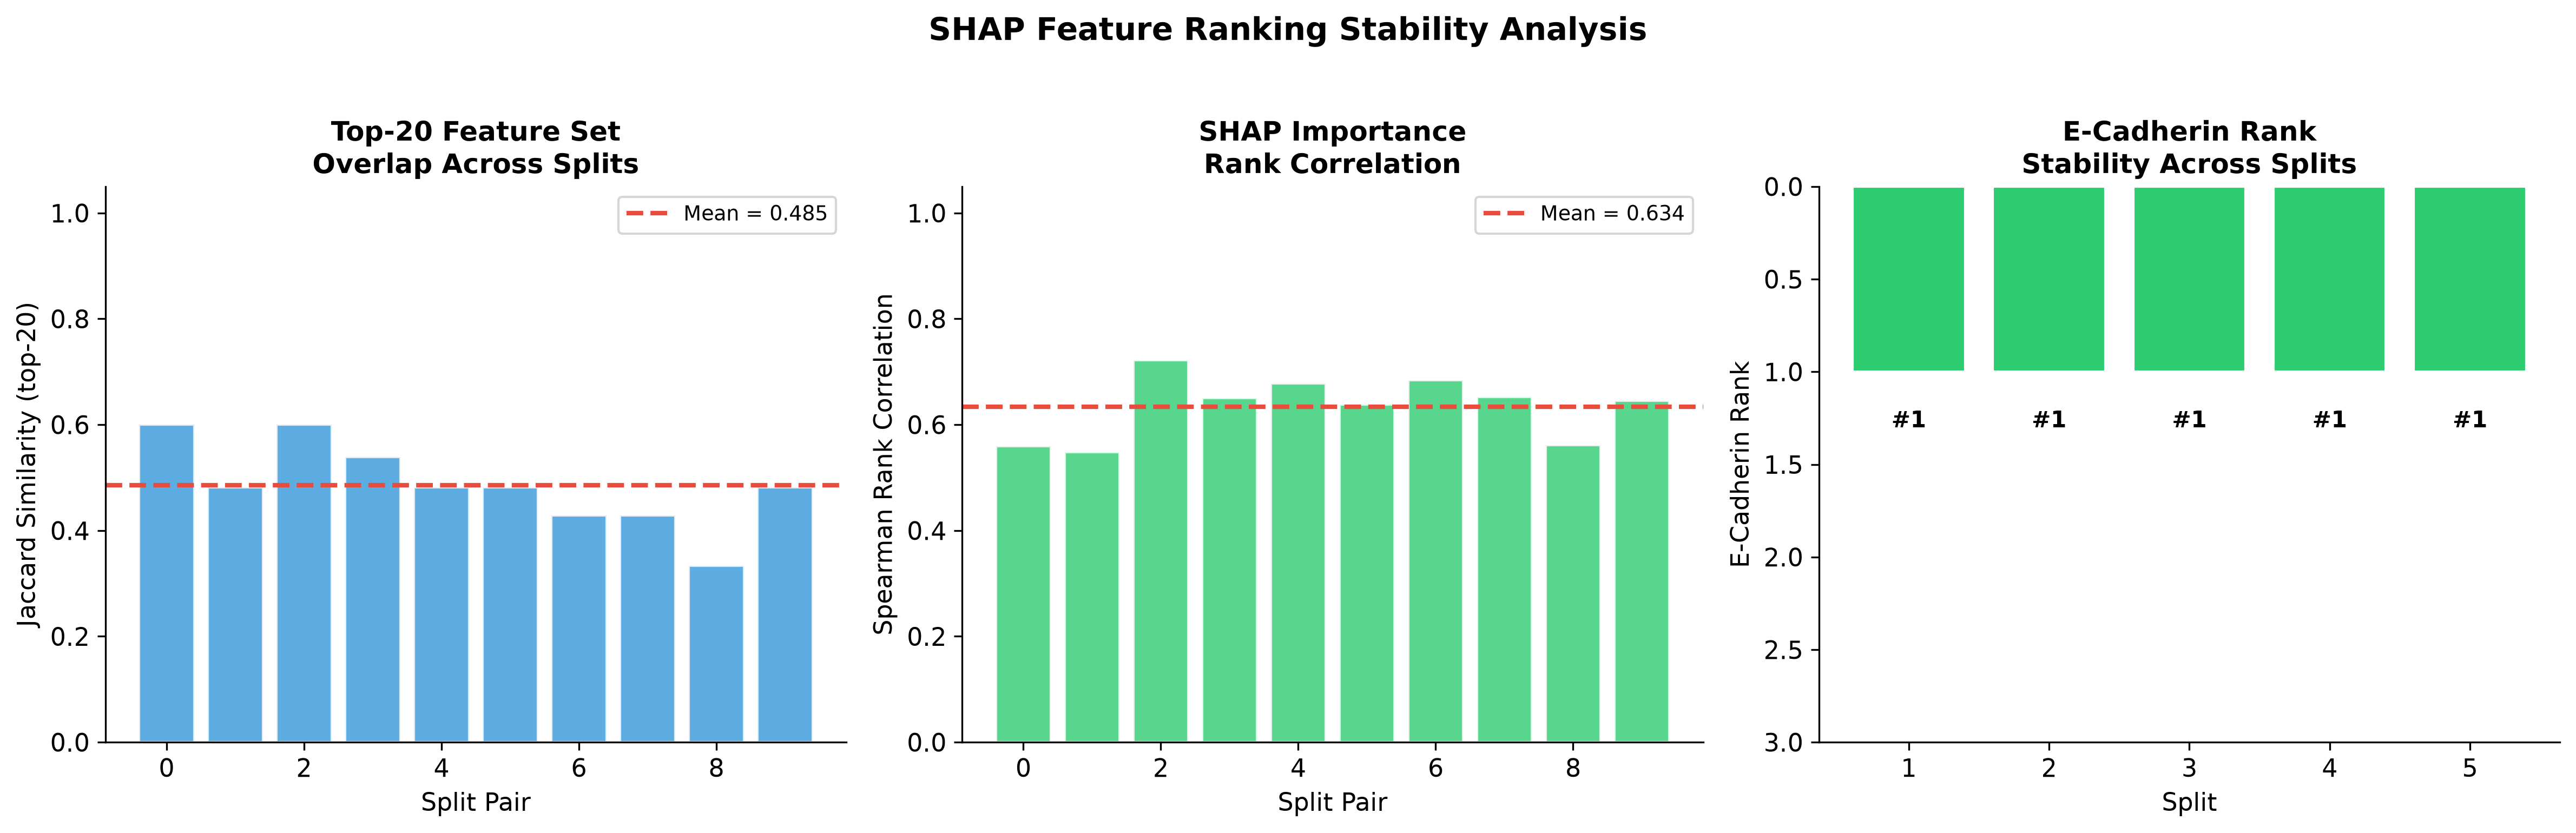 SHAP Feature Ranking Stability Analysis
Top-20 Feature Set
Overlap Across Splits
Mean = 0.485
1.0
0.8
0.6
0.4
0.2
0.0
Jaccard Similarity (top-20)
0 2 4 6 8
Split Pair
SHAP Importance
Rank Correlation
Mean = 0.634
1.0
0.8
0.6
0.4
0.2
0.0
Spearman Rank Correlation
0 2 4 6 8
Split Pair
E-Cadherin Rank
Stability Across Splits
0.0
0.5
1.0
1.5
2.0
2.5
3.0
E-Cadherin Rank
#1 #1 #1 #1 #1
1 2 3 4 5
Split